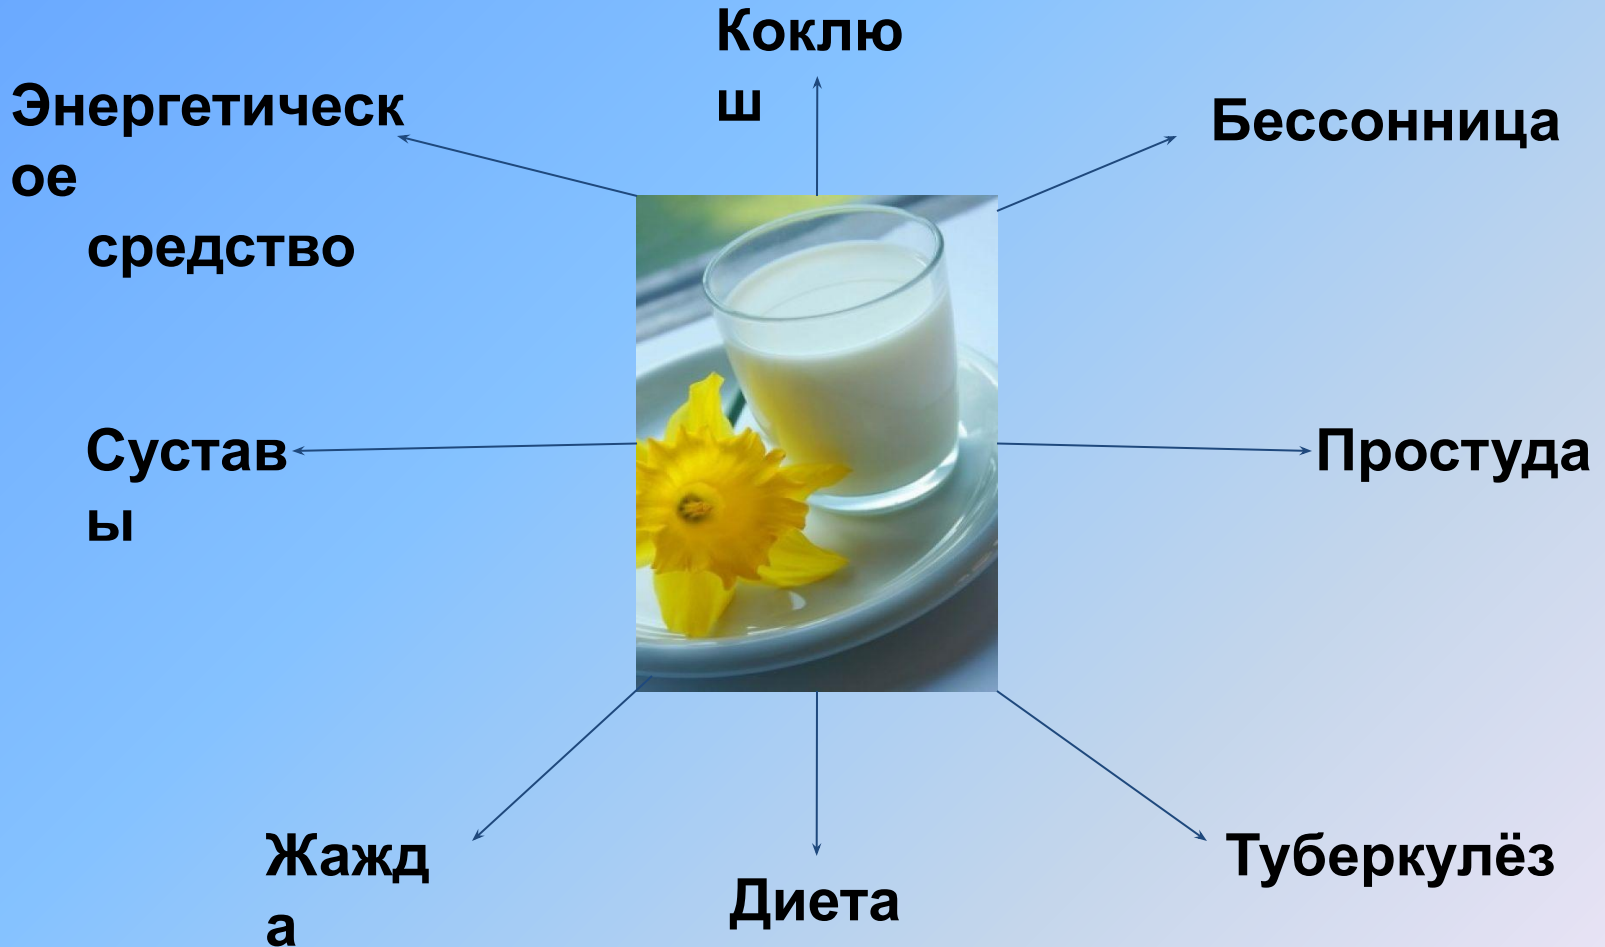 Коклю
ш
Энергетическ
ое
средство
Бессонница
Сустав
ы
Простуда
Жажд
а
Диета
Туберкулёз